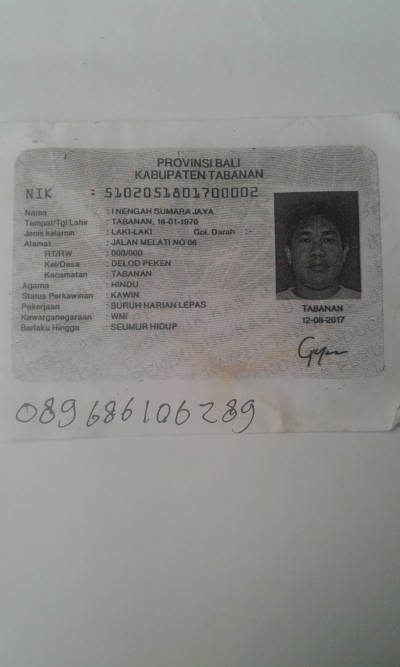 PROVINSI BALI
KABUPATEN TABANAN
NIK : 5102051801700002
Nama : I NENGAH SUMARA JAYA
Tempat/Tgl Lahir : TABANAN, 18-01-1970
Jenis kelamin : LAKI-LAKI Gol. Darah :-
Alamat : JALAN MELATI NO 06
RT/RW : 000/000
Kel/Desa : DELOD PEKEN
Kecamatan : TABANAN
Agama : HINDU
Status Perkawinan : KAWIN
Pekerjaan : BURUH HARIAN LEPAS
Kewarganegaraan : WNI
Berlaku Hingga : SEUMUR HIDUP
TABANAN
12-08-2017
089686106289